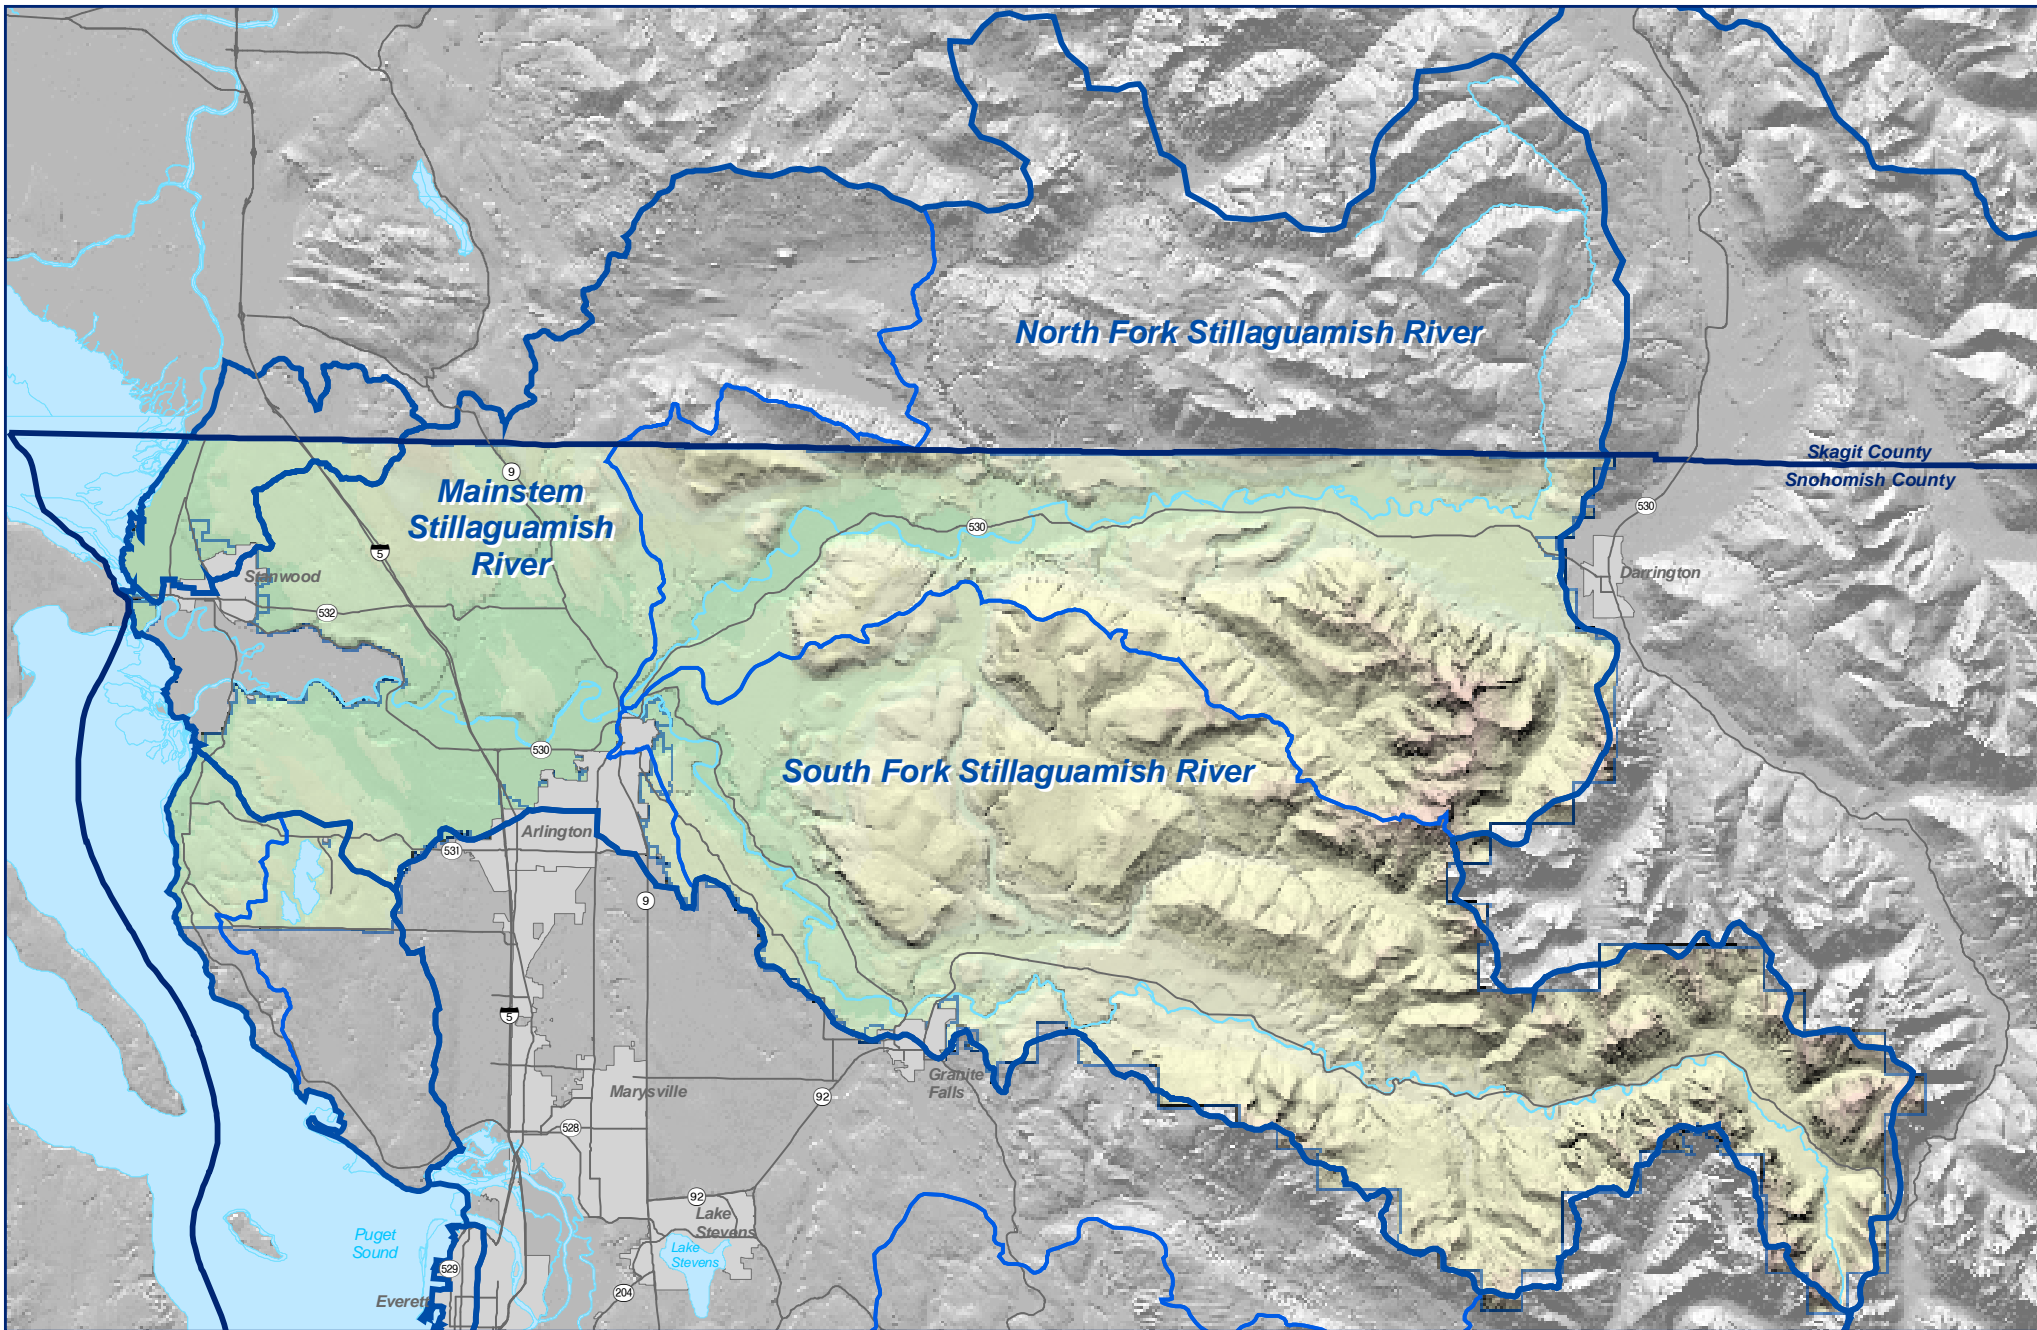 North Fork Stillaguamish River
Skagit County
Snohomish County
9
Mainstem
Stillaguamish
River
530
530
5
Stanwood
Darrington
532
530
South Fork Stillaguamish River
Arlington
531
9
5
Granite
Falls
Marysville
92
528
92
Lake
Stevens
Puget
Sound
Lake
Stevens
529
204
Everett